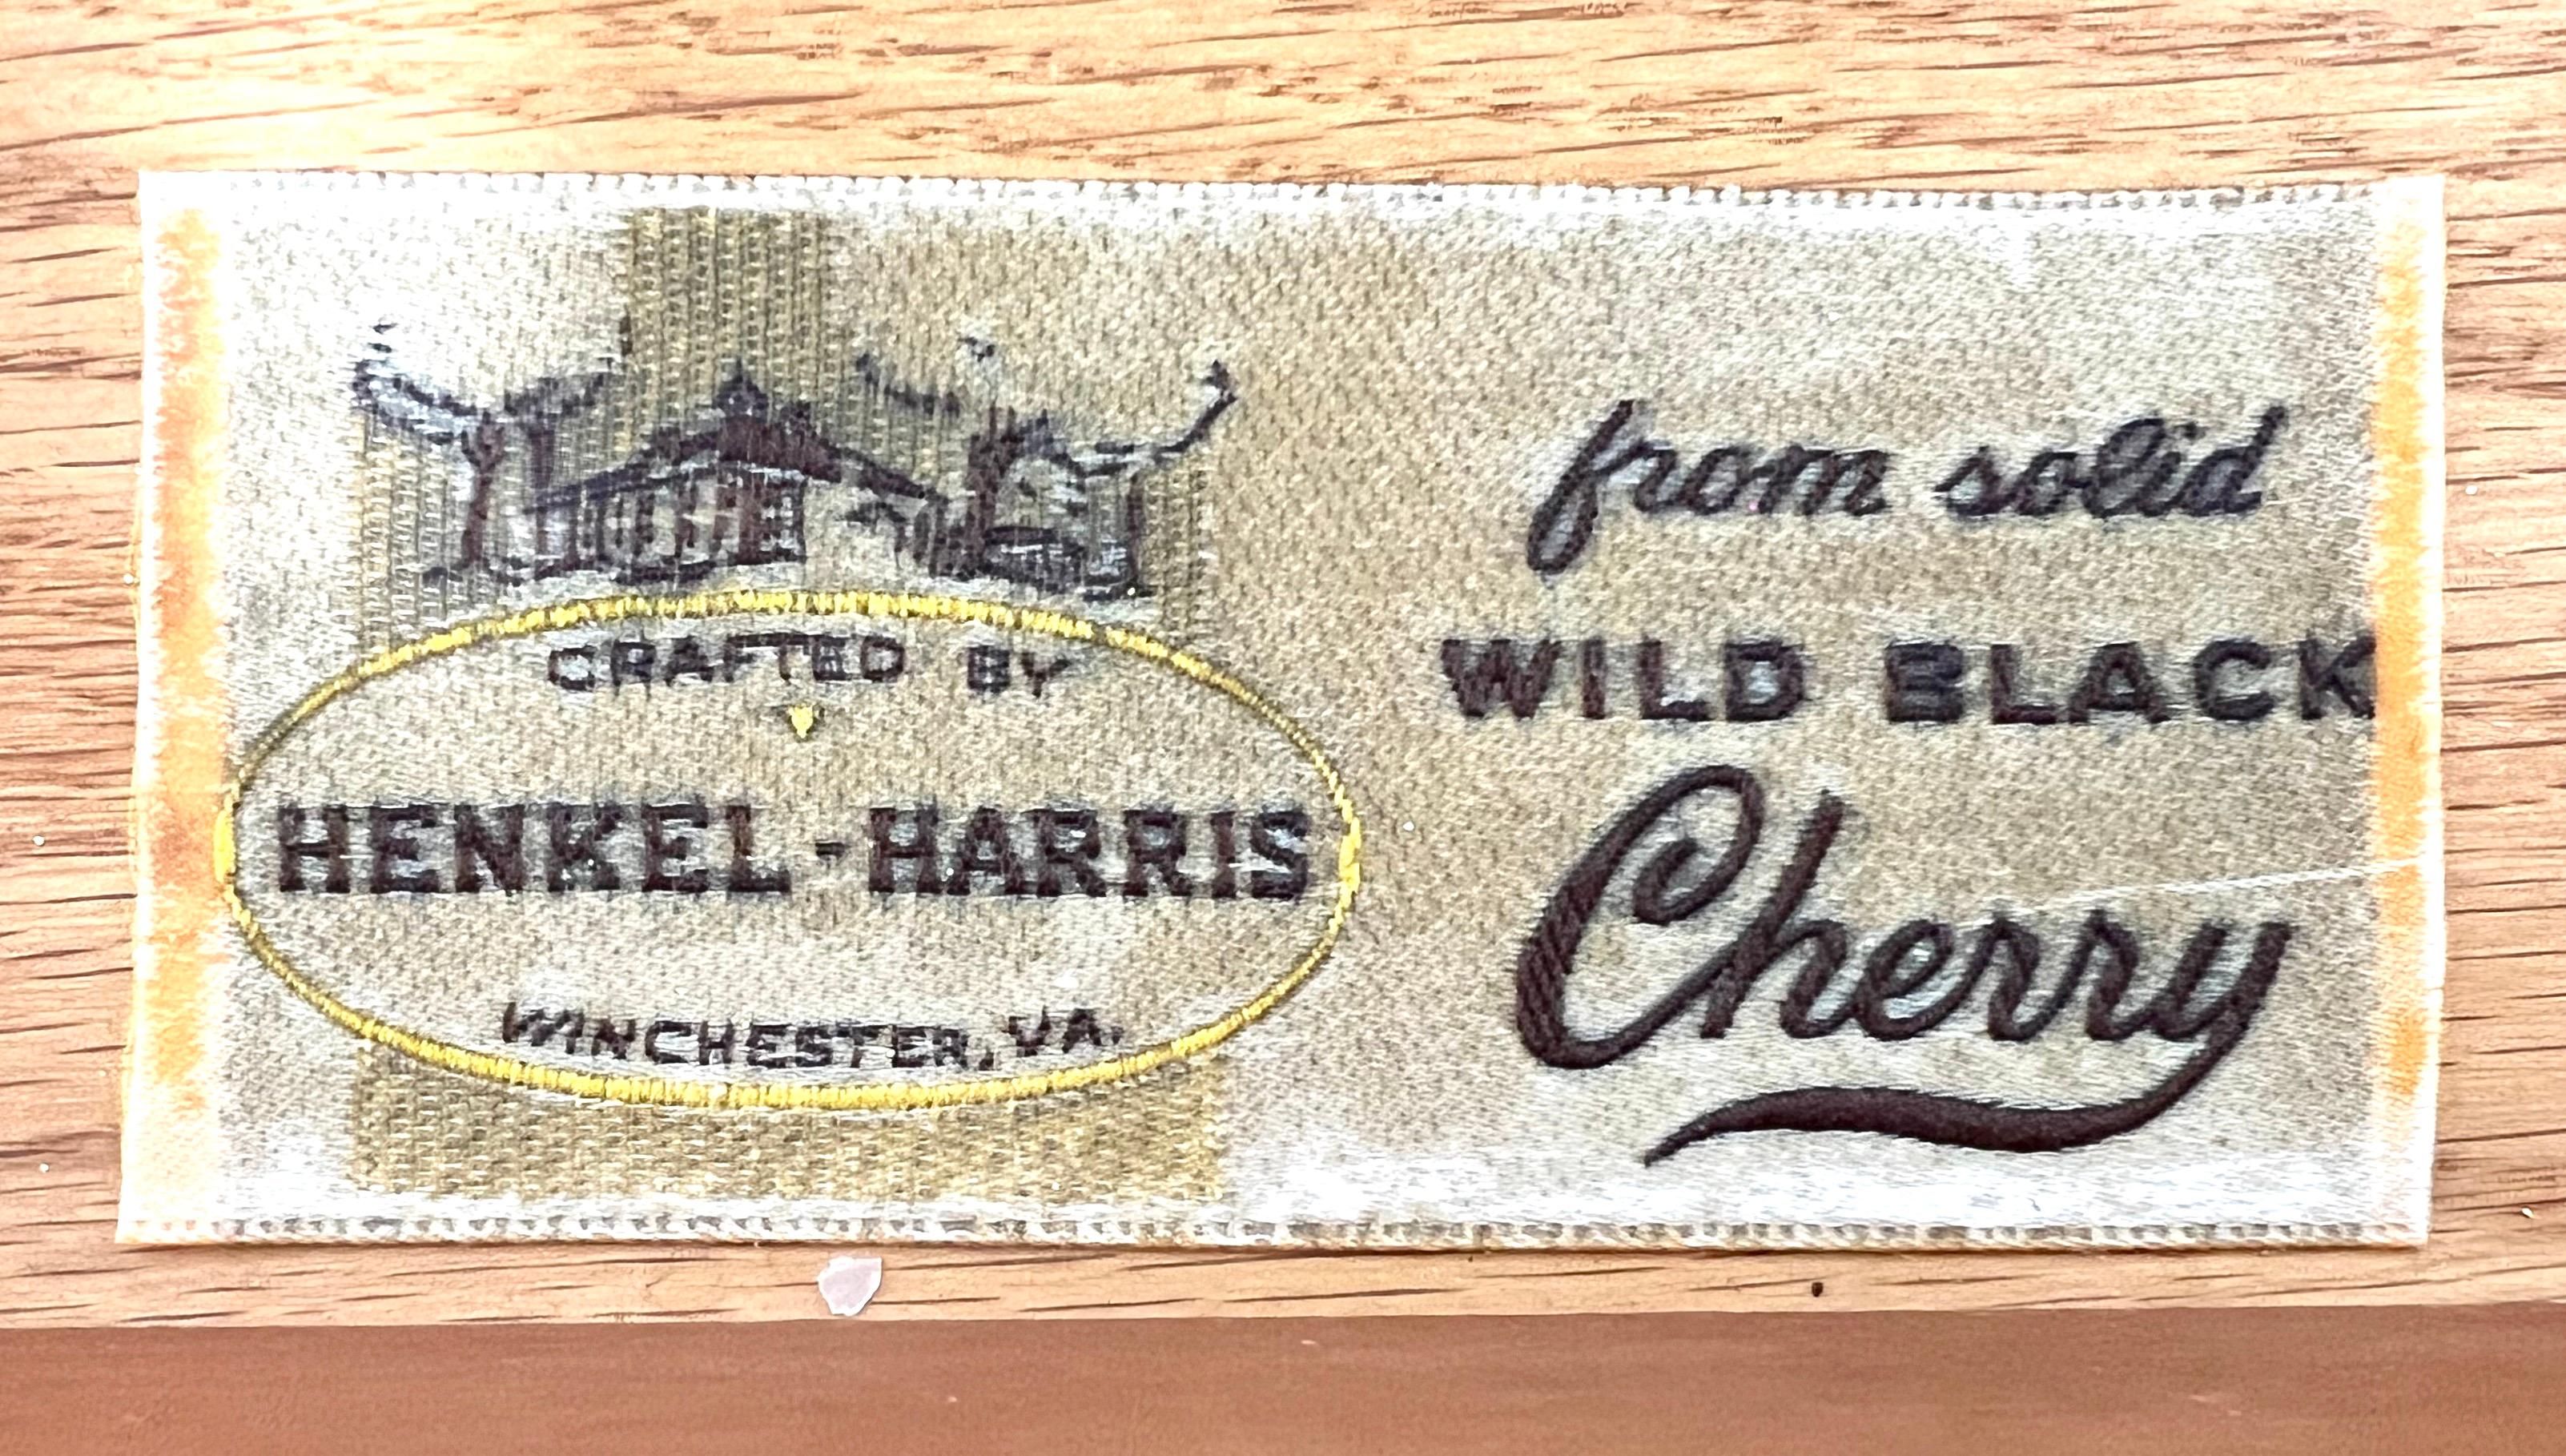 CRAFTED BY
HENKEL-HARRIS
WINCHESTER, VA.
from solid
WILD BLACK
Cherry